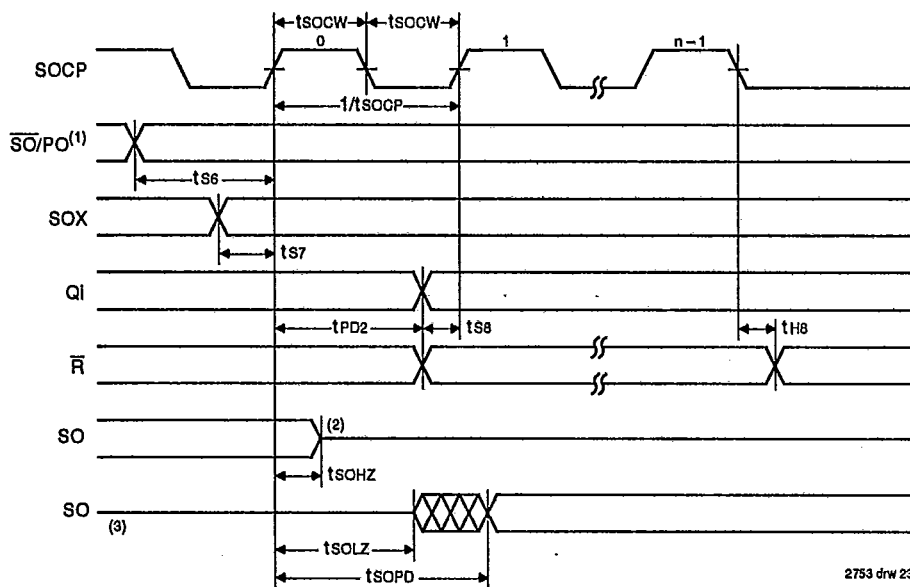 tSOCW tSOCW
0 1 n–1
SOCP
1/tSOCP
SO/PO(1)
tS6
SOX
tS7
Qi
tPD2 tS8 tH8
R
SO (2)
tSOHZ
SO
(3)
tSOLZ
tSOPD
2753 drw 23